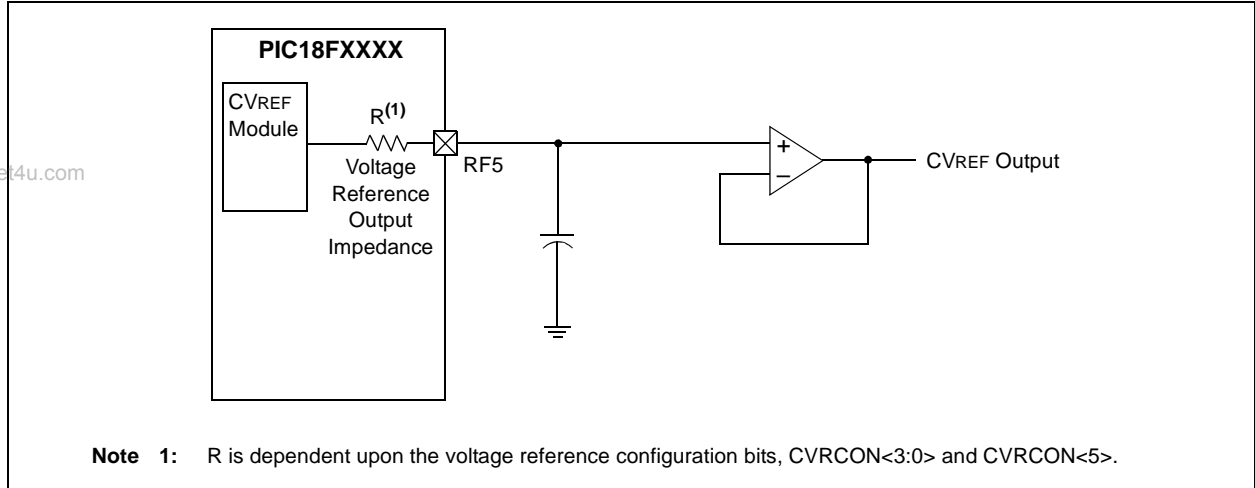 PIC18FXXXX
CVREF
Module
R(1)
Voltage
Reference
Output
Impedance
RF5
+
–
CVREF Output
et4u.com
Note 1: R is dependent upon the voltage reference configuration bits, CVRCON<3:0> and CVRCON<5>.